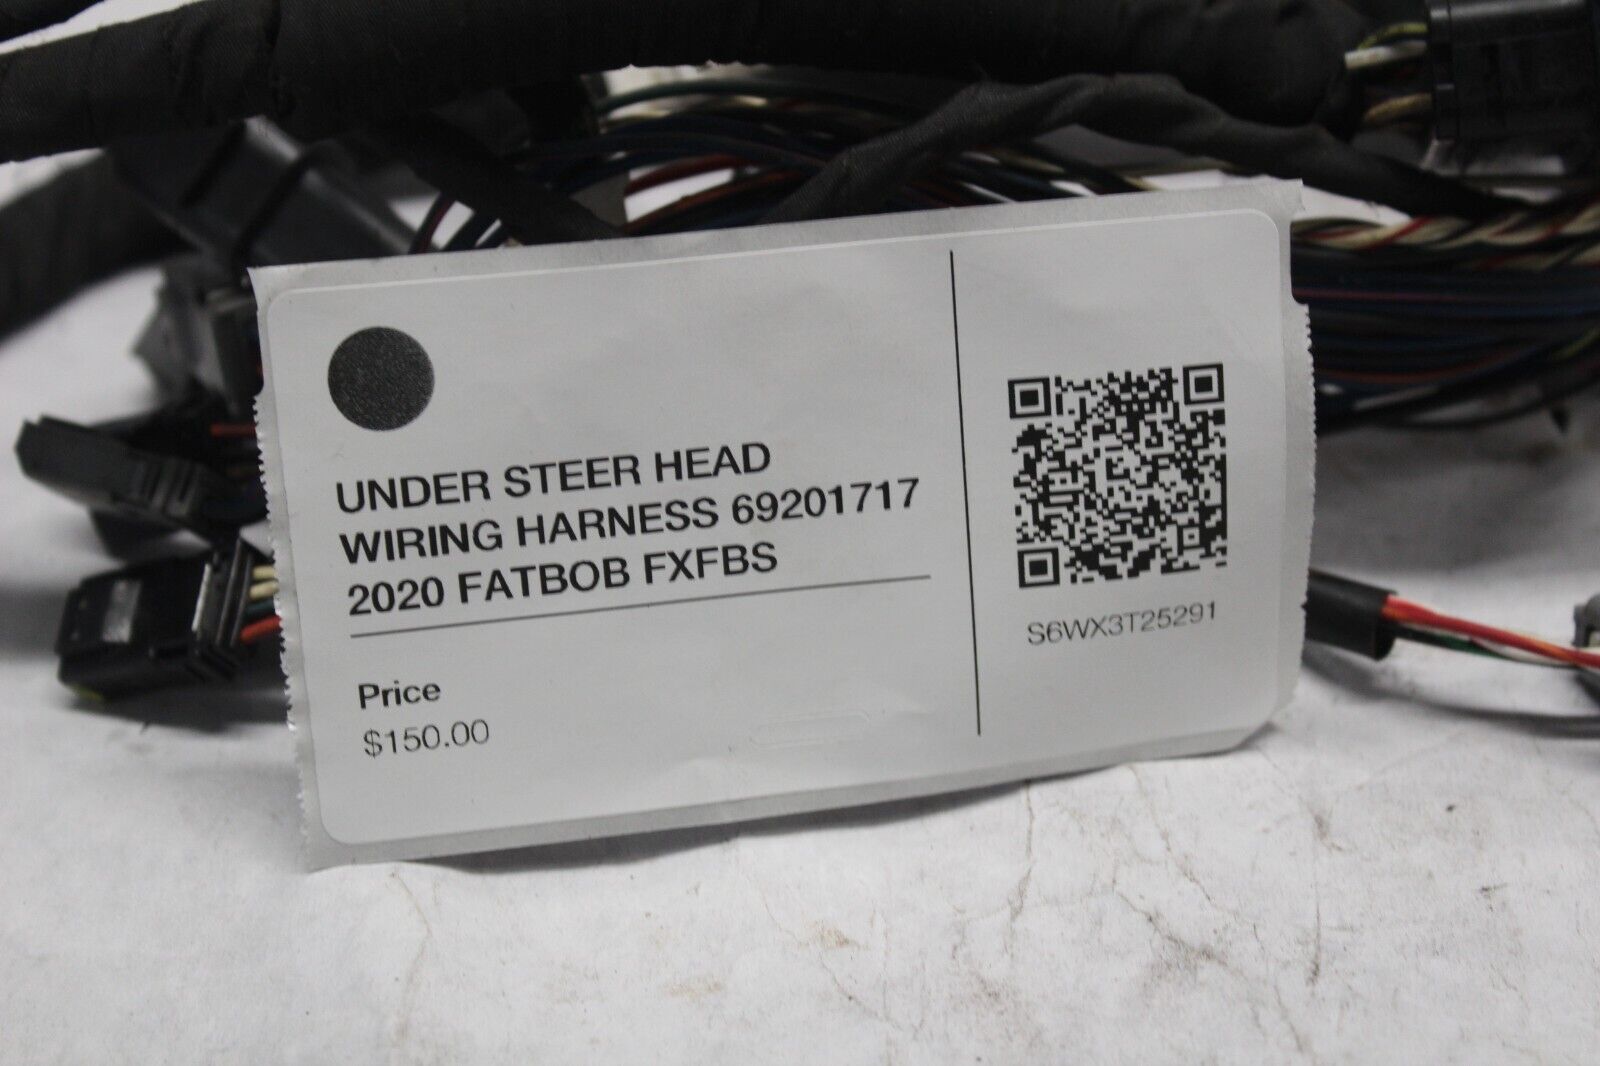 UNDER STEER HEAD
WIRING HARNESS 69201717
2020 FATBOB FXFBS
Price
$150.00
S6WX3T25291